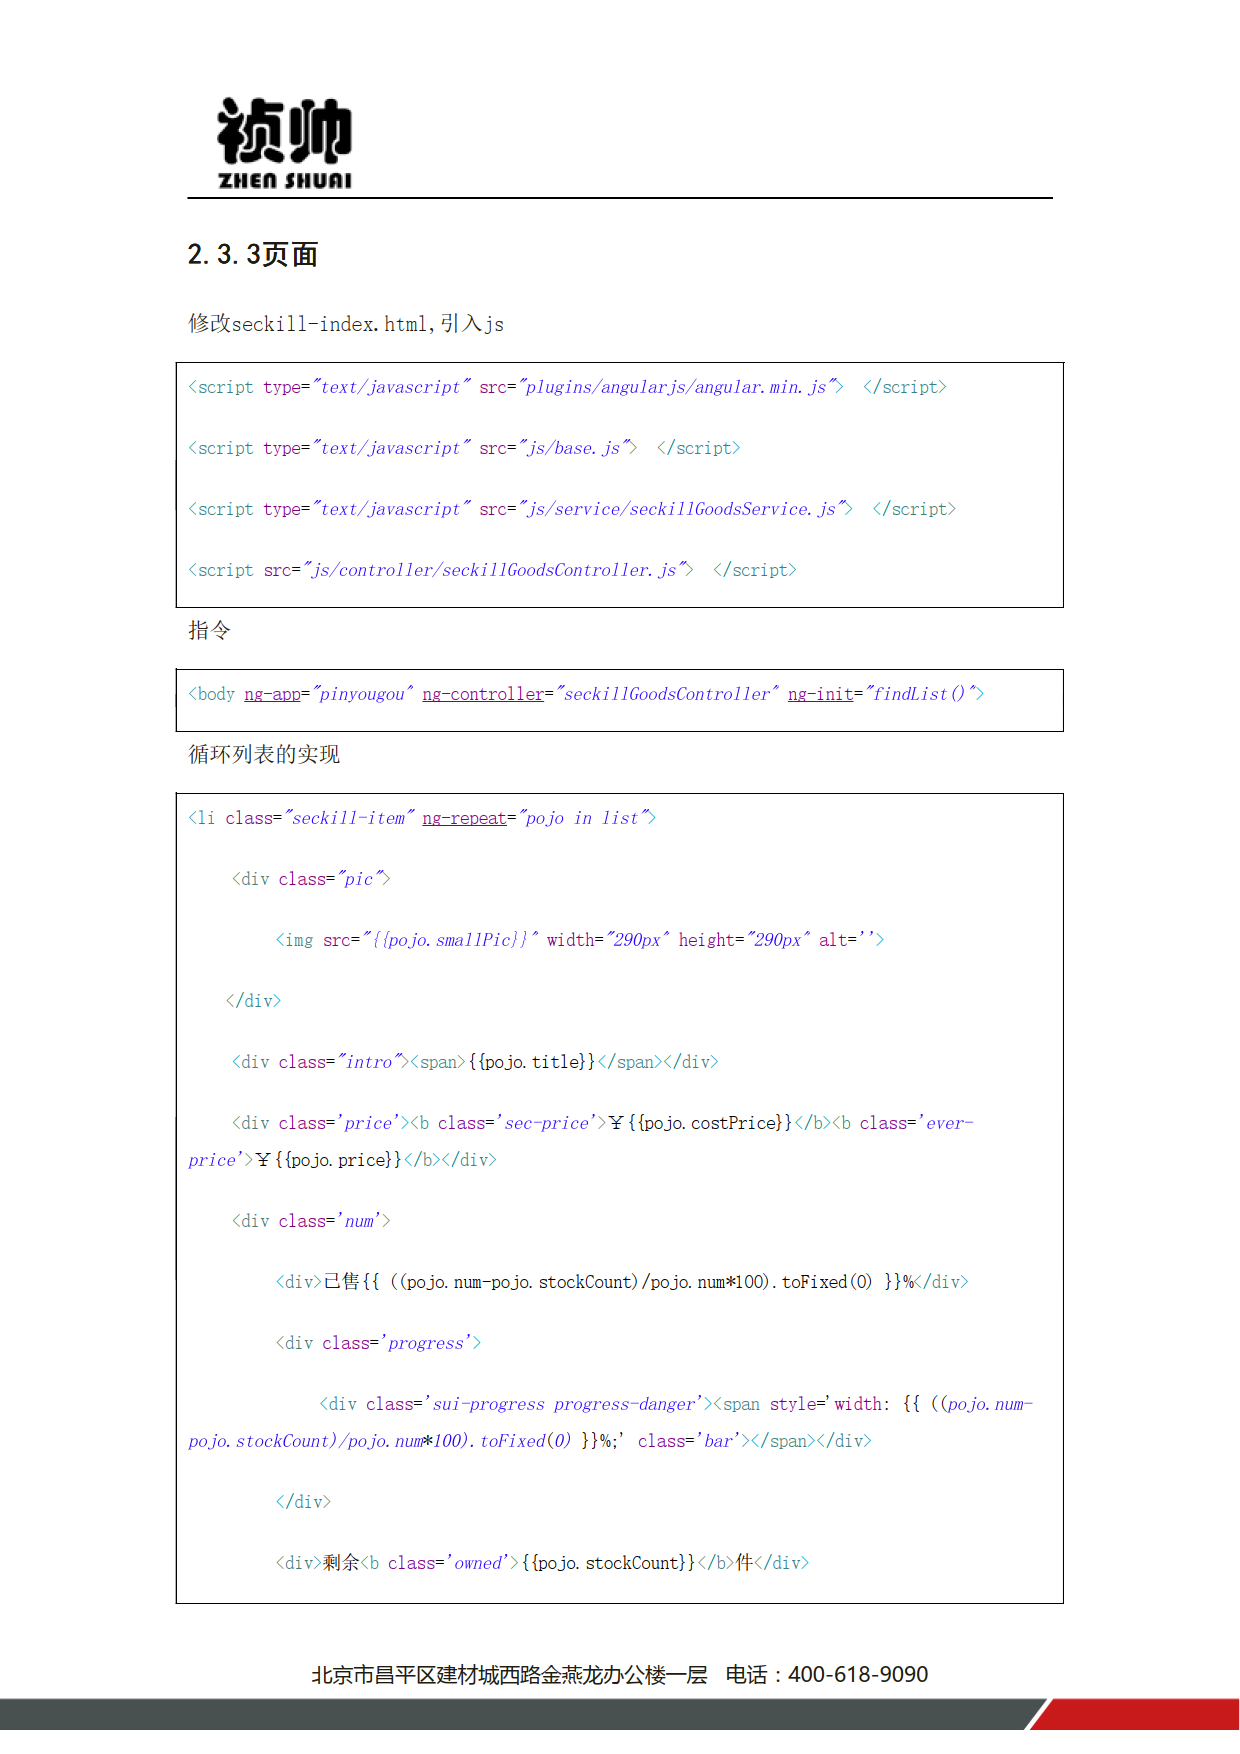 祯帅
ZHEN SHUAI
2.3.3页面
修改seckill-index.html,引入js
<script type="text/javascript" src="plugins/angularjs/angular.min.js">  </script>
<script type="text/javascript" src="js/base.js">  </script>
<script type="text/javascript" src="js/service/seckillGoodsService.js">  </script>
<script src="js/controller/seckillGoodsController.js">  </script>
指令
<body ng-app="pinyougou" ng-controller="seckillGoodsController" ng-init="findList()">
循环列表的实现
<li class="seckill-item" ng-repeat="pojo in list">
<div class="pic">
<img src="{{pojo.smallPic}}" width="290px" height="290px" alt=''>
</div>
<div class="intro"><span>{{pojo.title}}</span></div>
<div class='price'><b class='sec-price'>￥{{pojo.costPrice}}</b><b class='ever-
price'>￥{{pojo.price}}</b></div>
<div class='num'>
<div>已售{{ ((pojo.num-pojo.stockCount)/pojo.num*100).toFixed(0) }}%</div>
<div class='progress'>
<div class='sui-progress progress-danger'><span style='width: {{ ((pojo.num-
pojo.stockCount)/pojo.num*100).toFixed(0) }}%;' class='bar'></span></div>
</div>
<div>剩余<b class='owned'>{{pojo.stockCount}}</b>件</div>
北京市昌平区建材城西路金燕龙办公楼一层 电话：400-618-9090